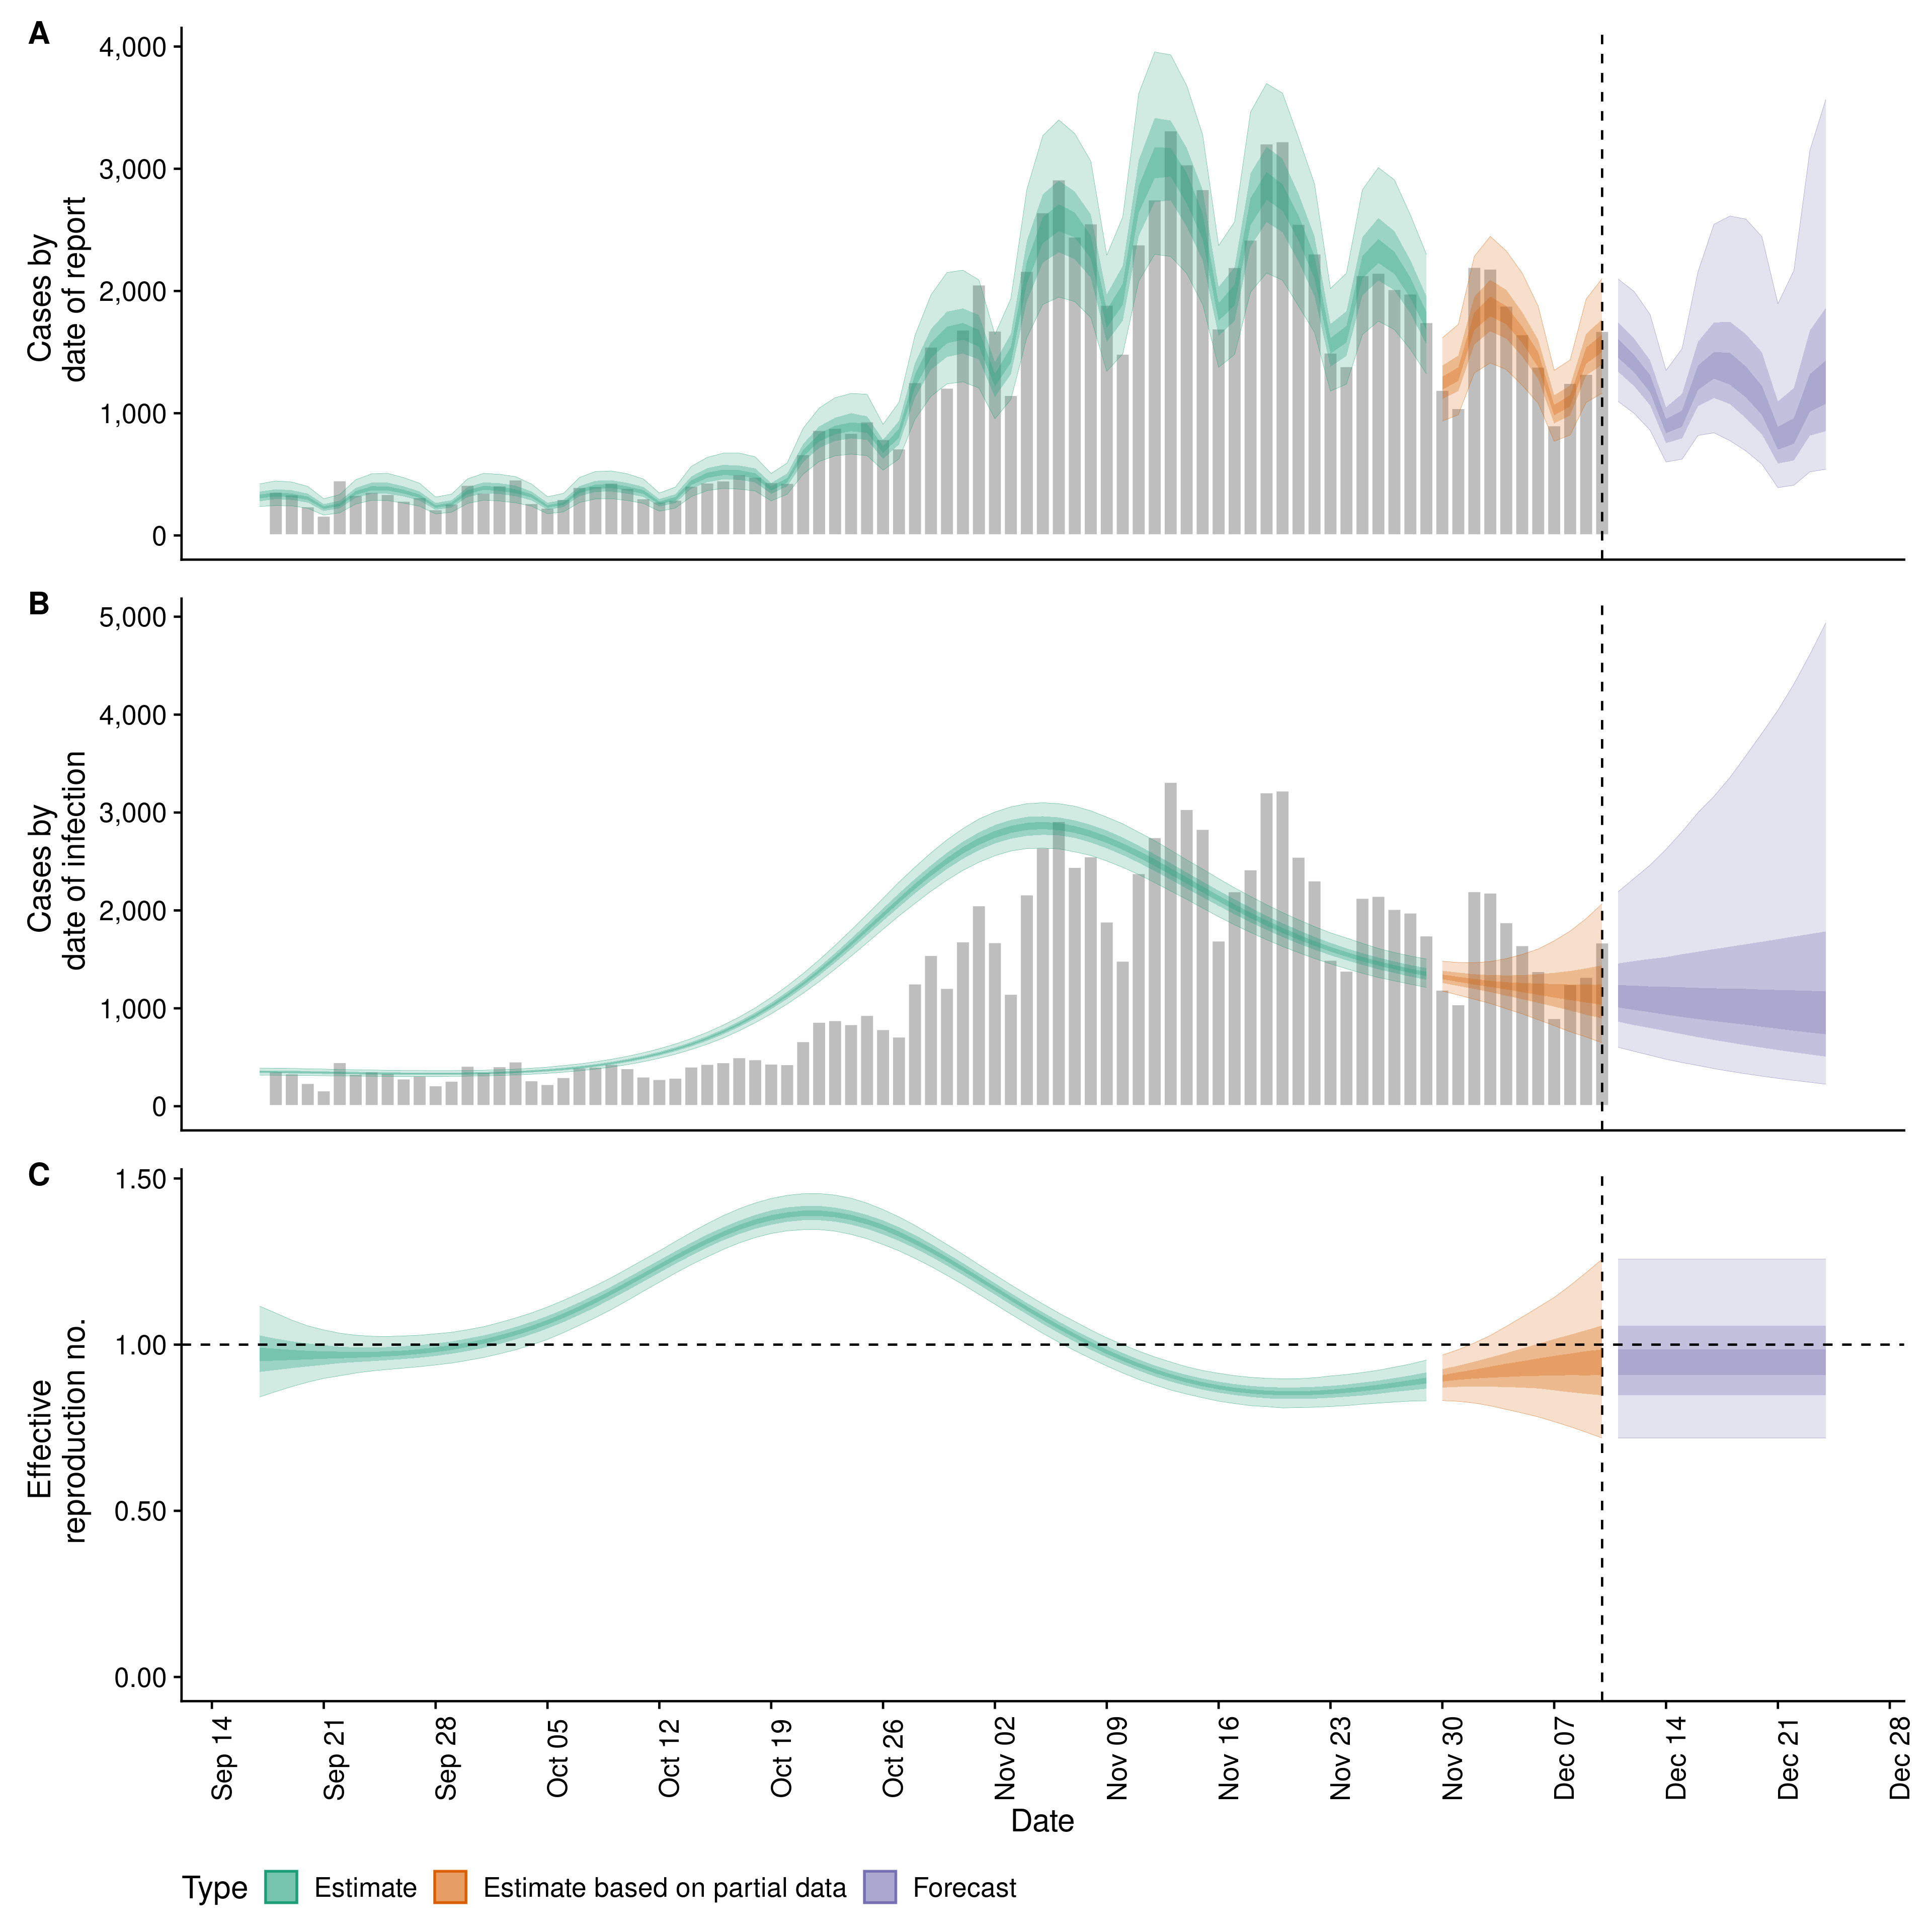 A
4,000
3,000
2,000
1,000
0
Cases by
date of report
B
5,000
4,000
3,000
2,000
1,000
0
Cases by
date of infection
C
1.50
1.00
0.50
0.00
Effective
reproduction no.
Sep 14
Sep 21
Sep 28
Oct 05
Oct 12
Oct 19
Oct 26
Nov 02
Nov 09
Nov 16
Nov 23
Nov 30
Dec 07
Dec 14
Dec 21
Dec 28
Date
Type Estimate Estimate based on partial data Forecast